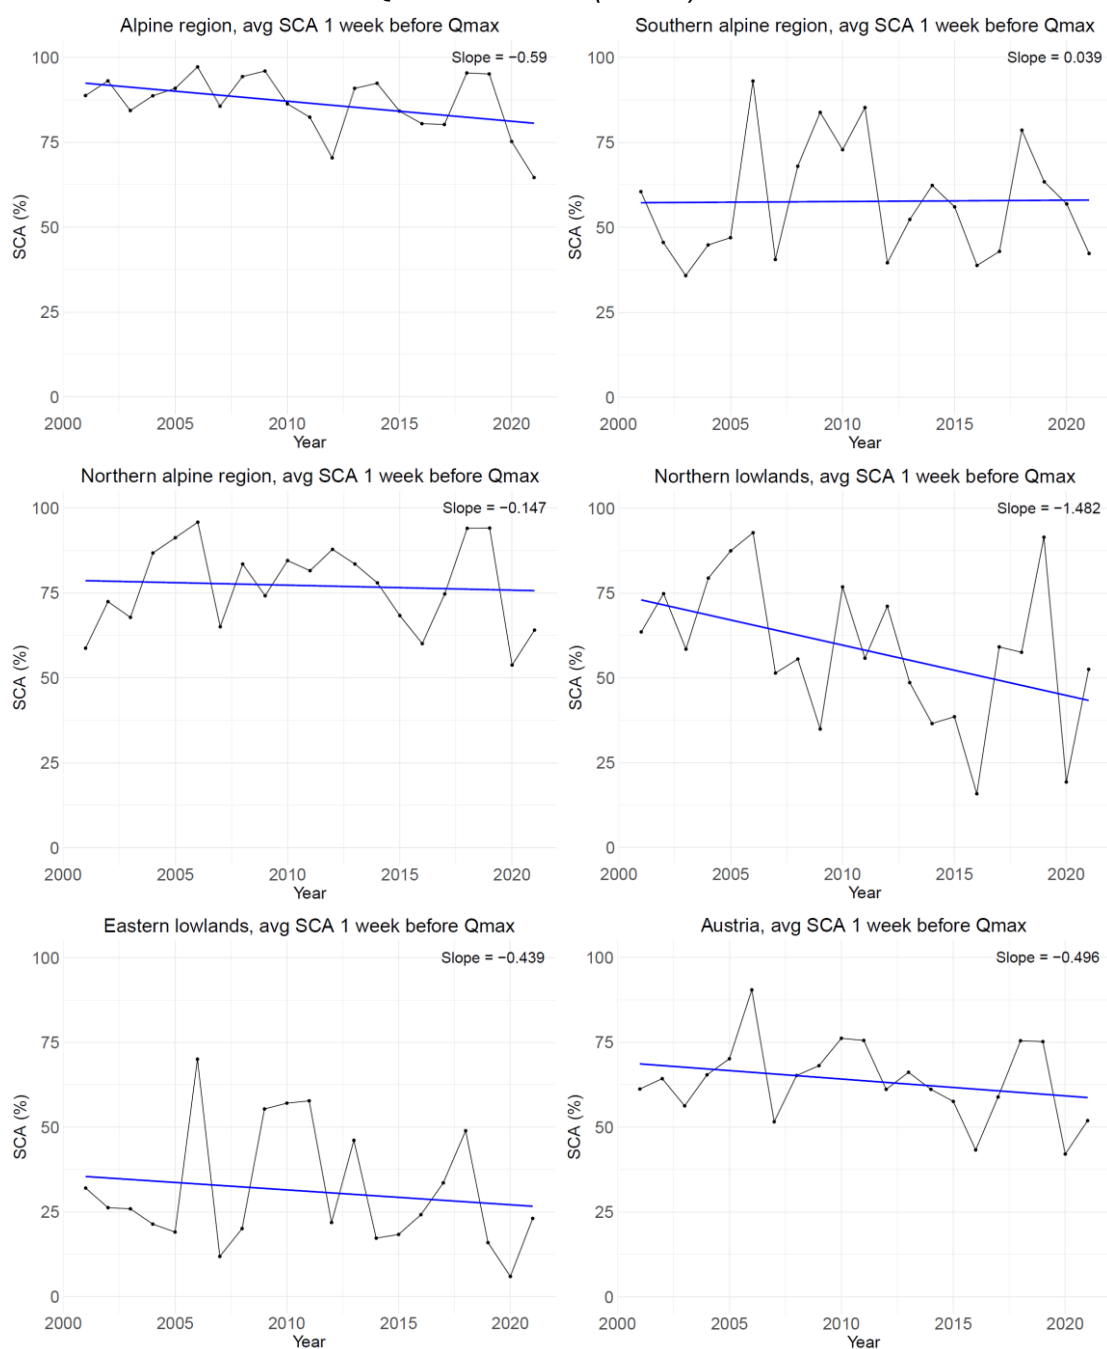 Alpine region, avg SCA 1 week before Qmax
Slope = −0.59
100
75
50
25
0
SCA (%)
2000 2005 2010 2015 2020
Year
Southern alpine region, avg SCA 1 week before Qmax
Slope = 0.039
100
75
50
25
0
SCA (%)
2000 2005 2010 2015 2020
Year
Northern alpine region, avg SCA 1 week before Qmax
Slope = −0.147
100
75
50
25
0
SCA (%)
2000 2005 2010 2015 2020
Year
Northern lowlands, avg SCA 1 week before Qmax
Slope = −1.482
100
75
50
25
0
SCA (%)
2000 2005 2010 2015 2020
Year
Eastern lowlands, avg SCA 1 week before Qmax
Slope = −0.439
100
75
50
25
0
SCA (%)
2000 2005 2010 2015 2020
Year
Austria, avg SCA 1 week before Qmax
Slope = −0.496
100
75
50
25
0
SCA (%)
2000 2005 2010 2015 2020
Year